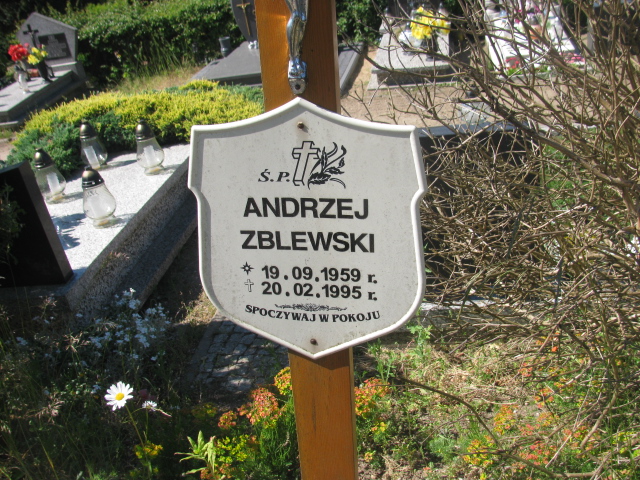 Ś.P.
ANDRZEJ
ZBLEWSKI
19.09.1959 r.
20.02.1995 r.
SPOCZYWAJ W POKOJU